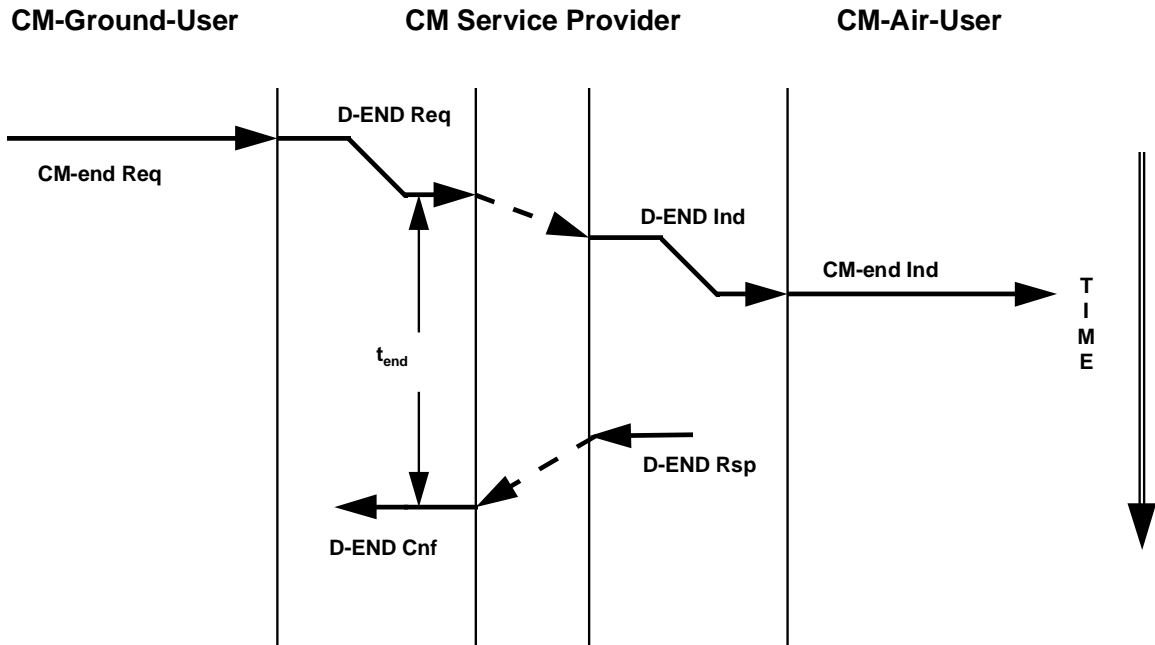 CM-Ground-User
CM Service Provider
CM-Air-User
D-END Req
CM-end Req
D-END Ind
CM-end Ind
T
I
M
E
tend
D-END Rsp
D-END Cnf